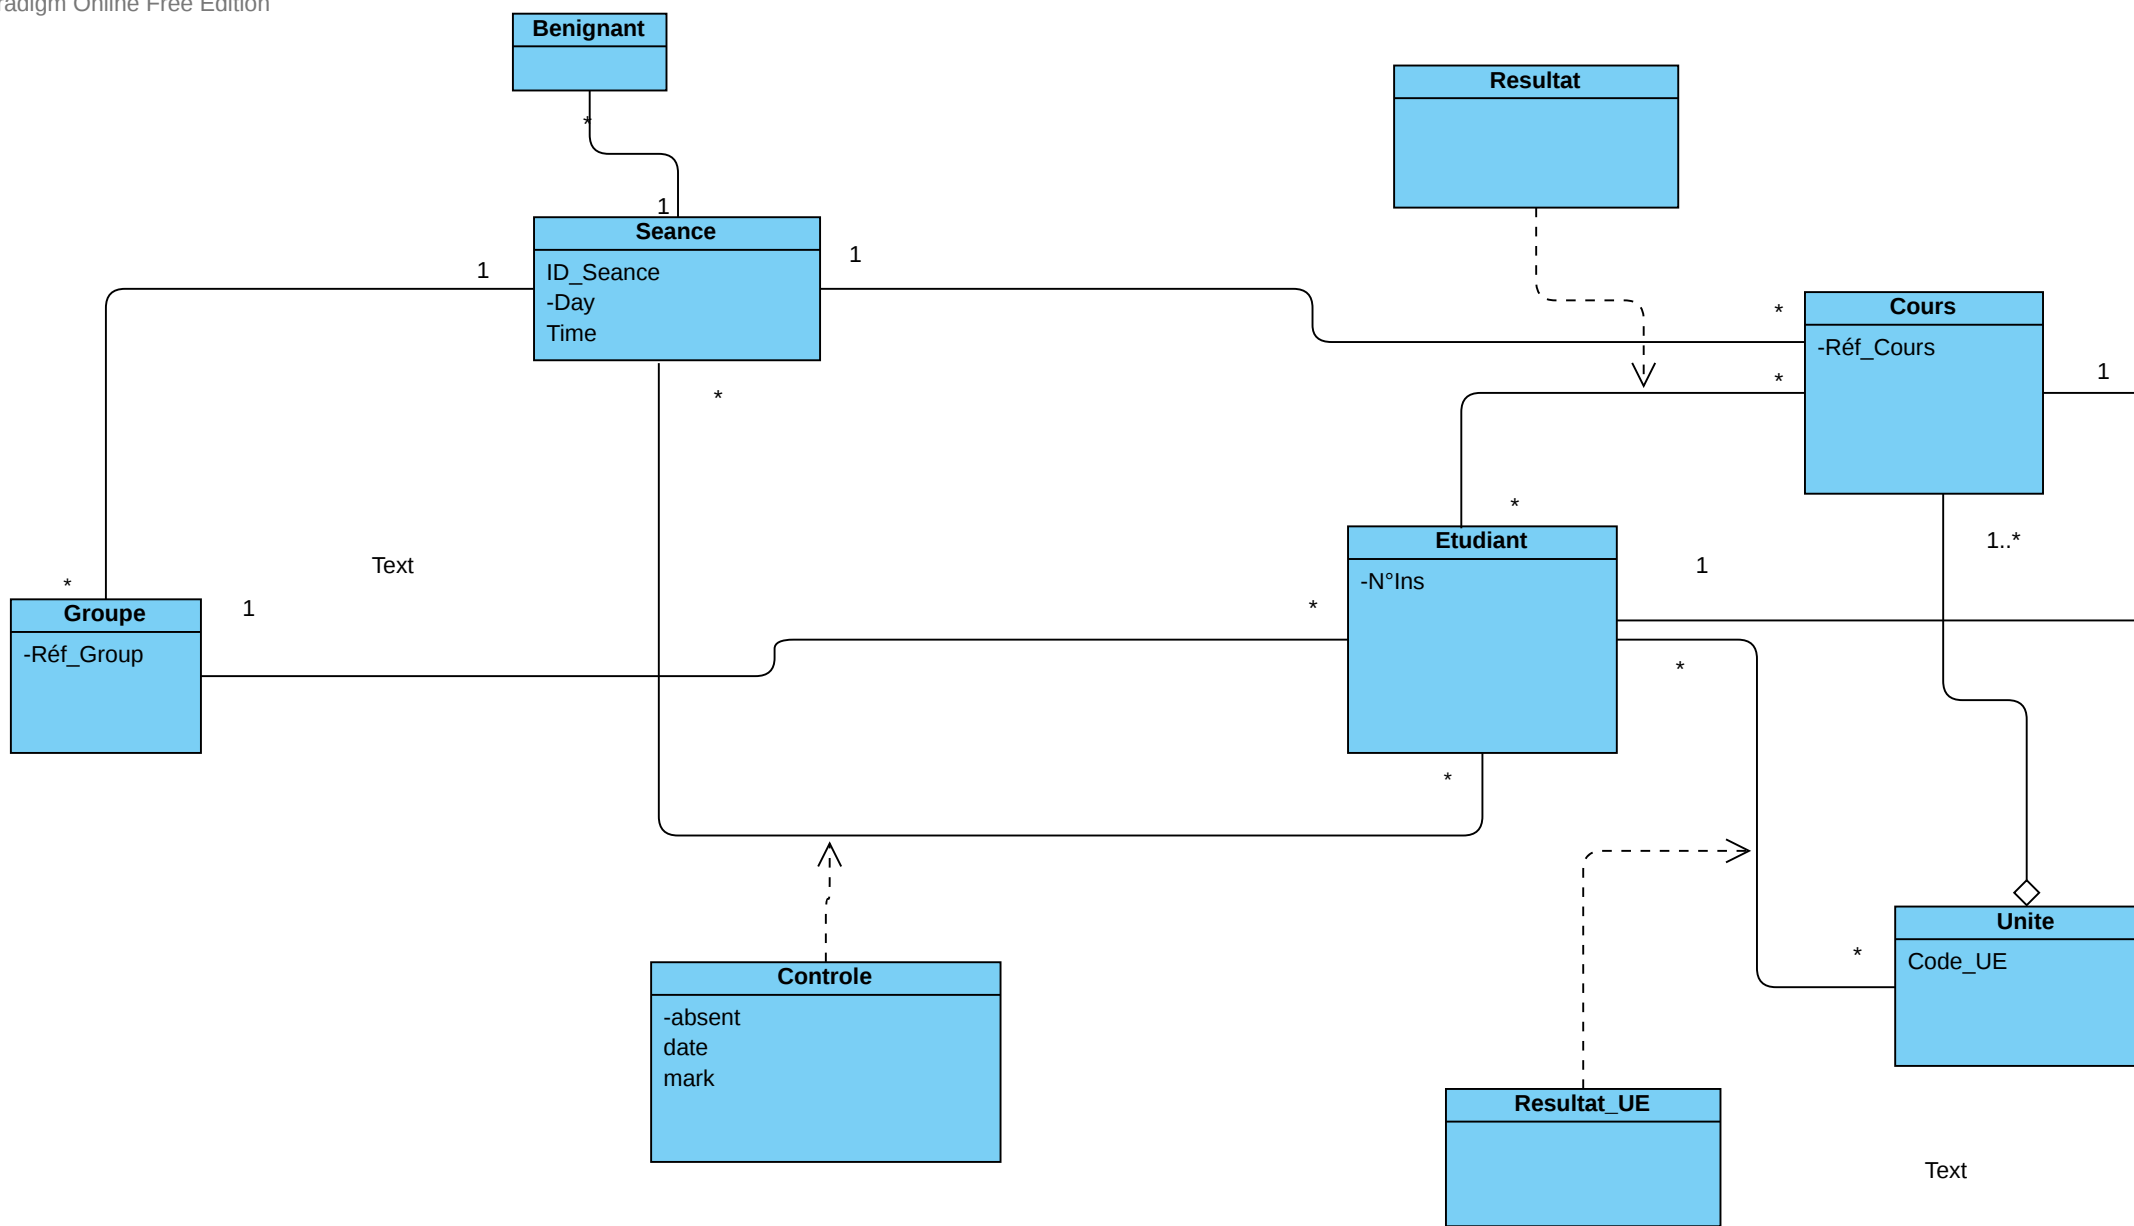 radigm Online Free Edition
Benignant
*
1
Resultat
Seance
ID_Seance
-Day
Time
1
1
*
*
Cours
-Réf_Cours
*
1
*
Etudiant
-N°Ins
1
1..*
Text
*
Groupe
-Réf_Group
1
*
*
*
*
Unite
Code_UE
Controle
-absent
date
mark
Resultat_UE
Text